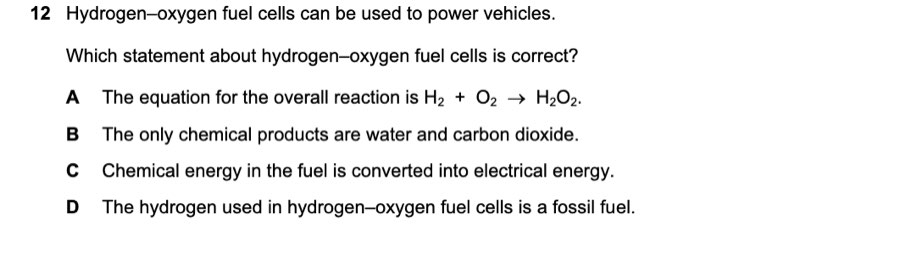 12 Hydrogen–oxygen fuel cells can be used to power vehicles.
Which statement about hydrogen–oxygen fuel cells is correct?
A The equation for the overall reaction is H₂ + O₂ → H₂O₂.
B The only chemical products are water and carbon dioxide.
C Chemical energy in the fuel is converted into electrical energy.
D The hydrogen used in hydrogen–oxygen fuel cells is a fossil fuel.